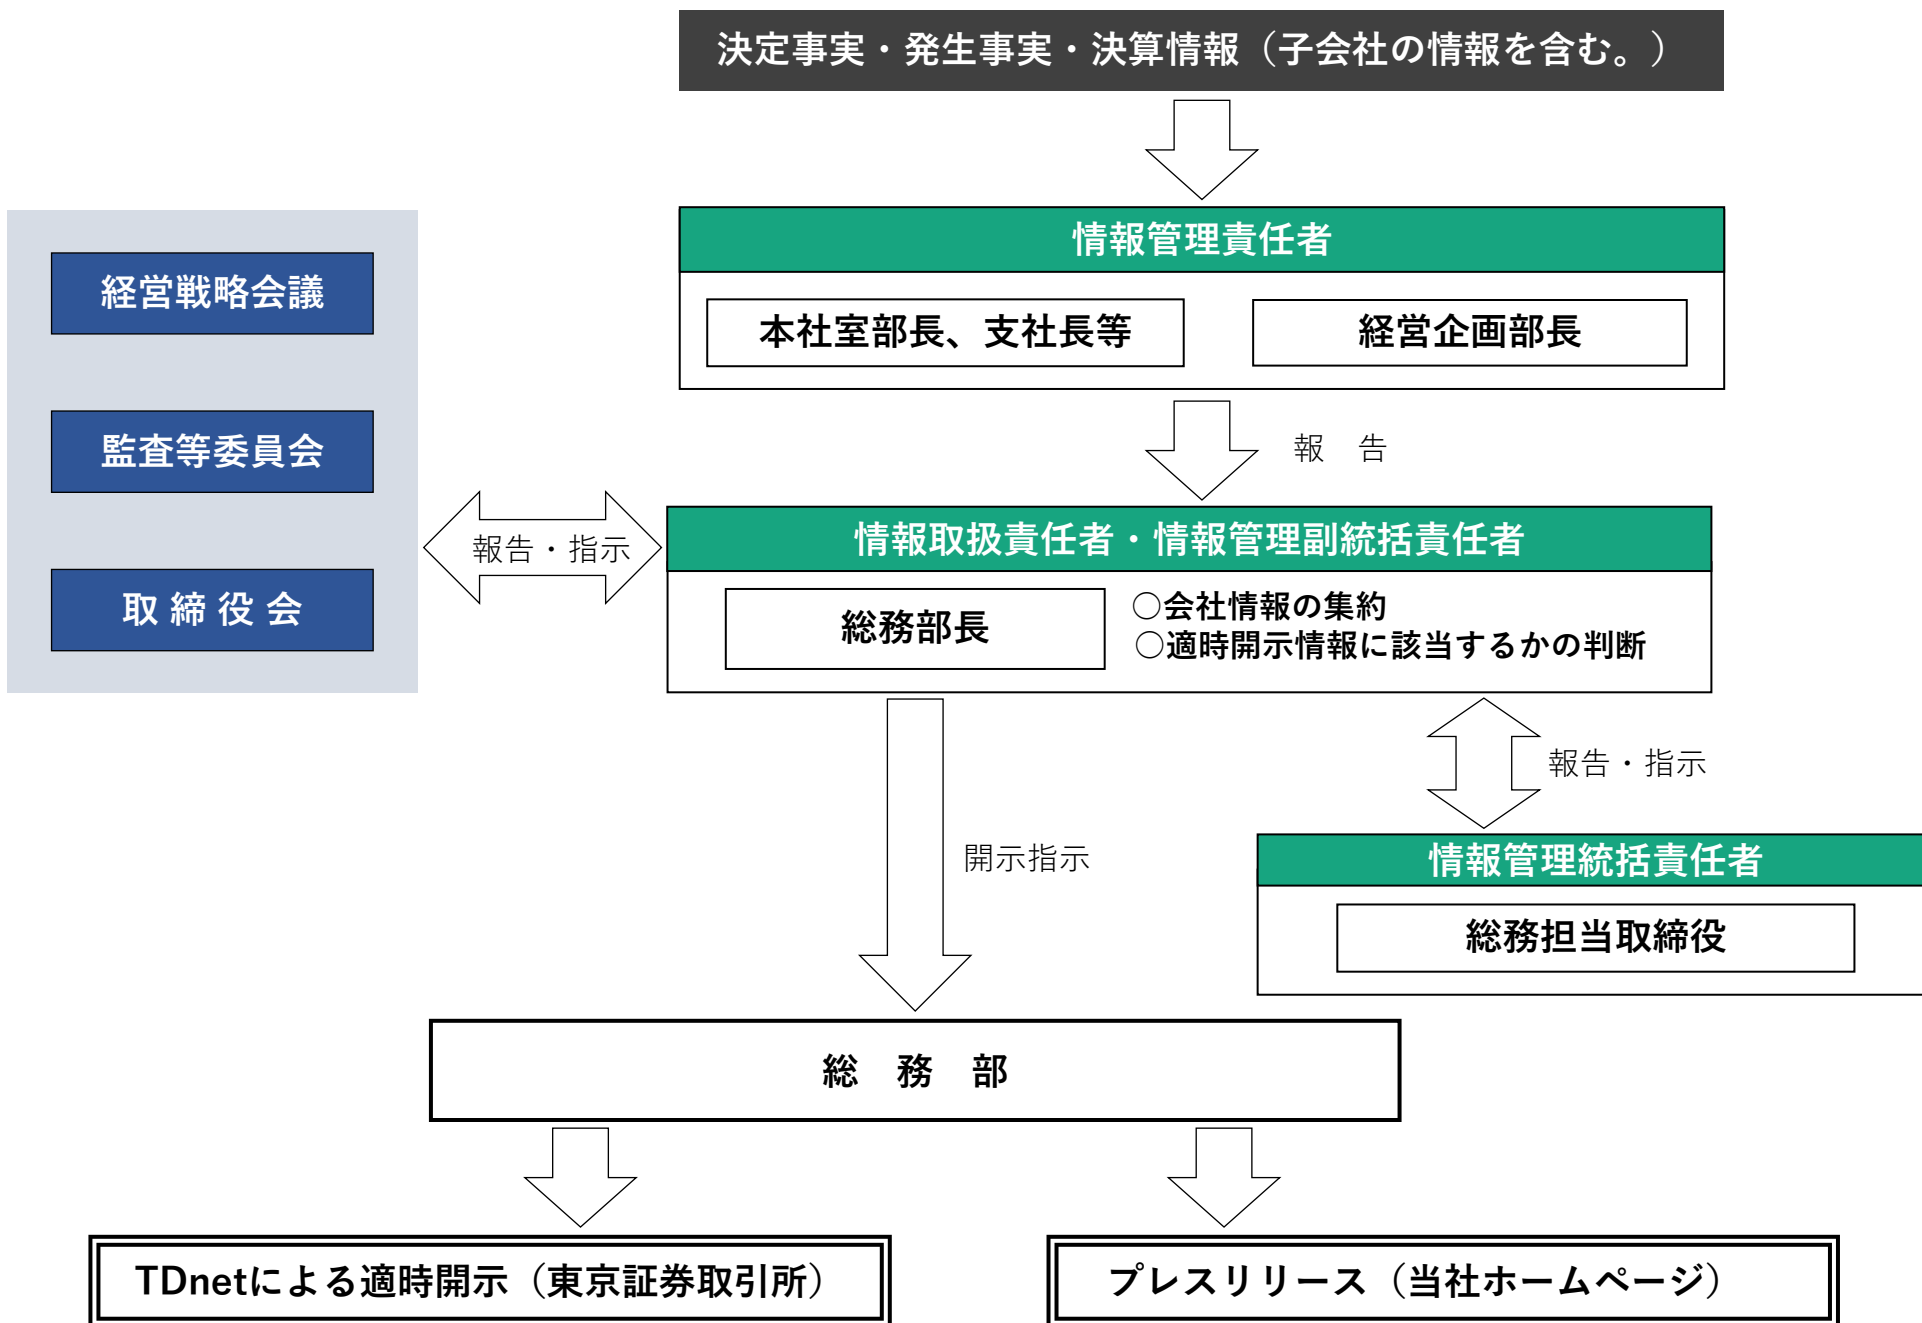 決定事実・発生事実・決算情報（子会社の情報を含む。）
情報管理責任者
本社室部長、支社長等
経営企画部長
報　告
経営戦略会議
監査等委員会
取 締 役 会
報告・指示
情報取扱責任者・情報管理副統括責任者
総務部長
○会社情報の集約
○適時開示情報に該当するかの判断
報告・指示
開示指示
情報管理統括責任者
総務担当取締役
総　務　部
TDnetによる適時開示（東京証券取引所）
プレスリリース（当社ホームページ）